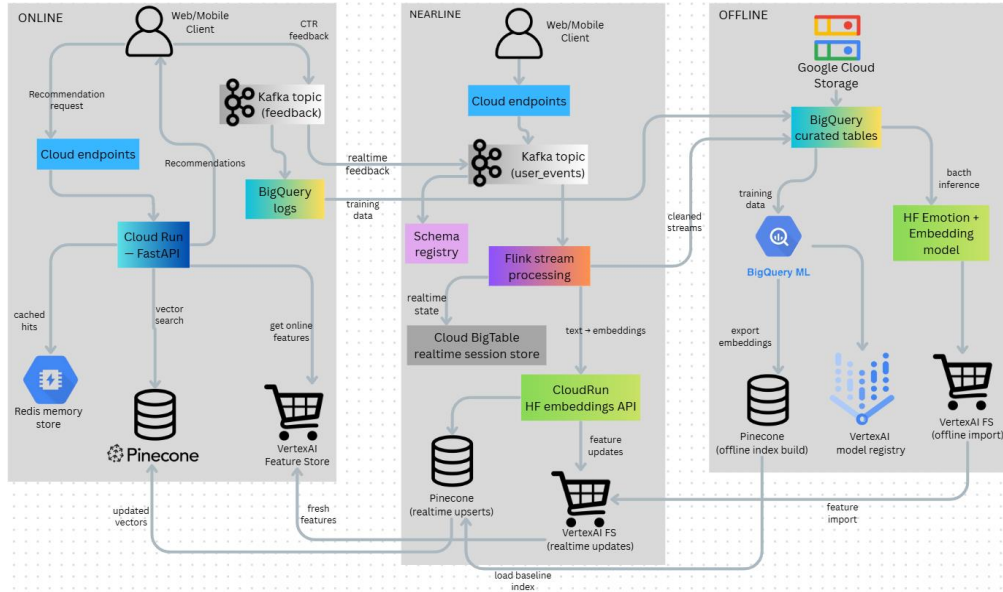 ONLINE
Web/Mobile
Client
CTR
feedback
Recommendation
request
Kafka topic
(feedback)
Cloud endpoints
Recommendations
BigQuery
logs
Cloud Run
— FastAPI
cached
hits
vector
search
get online
features
Redis memory
store
Pinecone
VertexAI
Feature Store
updated
vectors
fresh
features
realtime
feedback
training
data
NEARLINE
Web/Mobile
Client
Cloud endpoints
Kafka topic
(user_events)
Schema
registry
Flink stream
processing
realtime
state
Cloud BigTable
realtime session store
text → embeddings
CloudRun
HF embeddings API
feature
updates
Pinecone
(realtime upserts)
VertexAI FS
(realtime updates)
load baseline
index
cleaned
streams
OFFLINE
Google Cloud
Storage
BigQuery
curated tables
training
data
bacth
inference
BigQuery ML
HF Emotion +
Embedding
model
export
embeddings
Pinecone
(offline index build)
VertexAI
model registry
VertexAI FS
(offline import)
feature
import